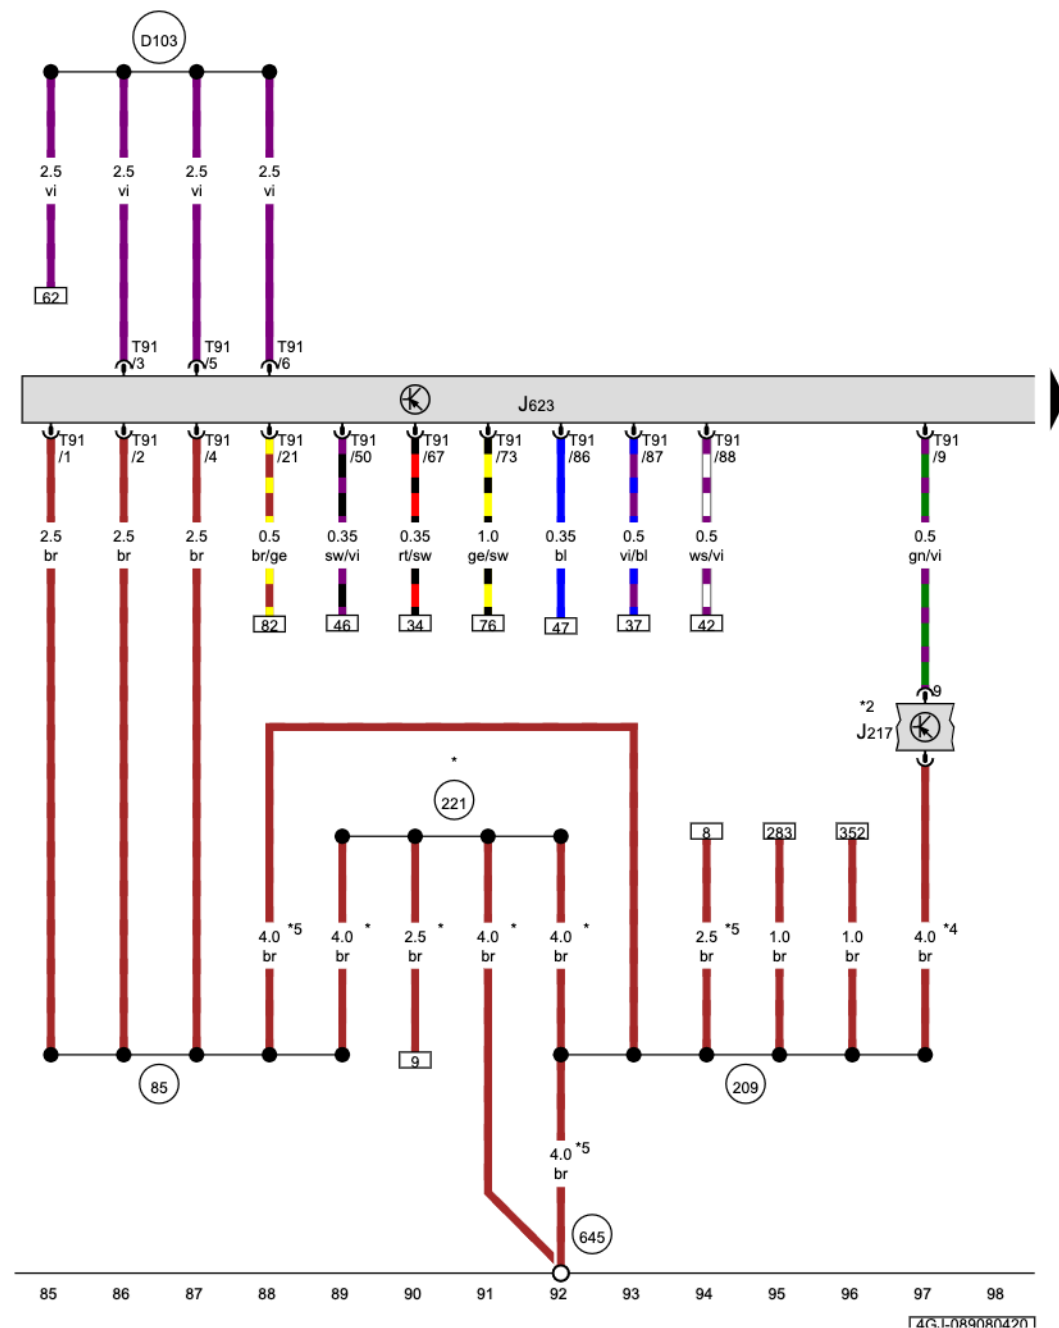 D103
2.5 2.5 2.5 2.5
vi vi vi vi
62
T91 T91 T91
/3 /5 /6
J623
T91 T91 T91 T91 T91 T91 T91 T91 T91 T91 T91
/1 /2 /4 /21 /50 /67 /73 /86 /87 /88 /9
2.5 2.5 2.5 0.5 0.35 0.35 1.0 0.35 0.5 0.5 0.5
br br br br/ge sw/vi rt/sw ge/sw bl vi/bl ws/vi gn/vi
82 46 34 76 47 37 42
9
*2
J217
*
221
8 283 352
4.0 *5 4.0 * 2.5 * 4.0 * 4.0 * 2.5 *5 1.0 1.0 4.0 *4
br br br br br br br br br
9
85 209
4.0 *5
br
645
85 86 87 88 89 90 91 92 93 94 95 96 97 98
4GJ-089080420